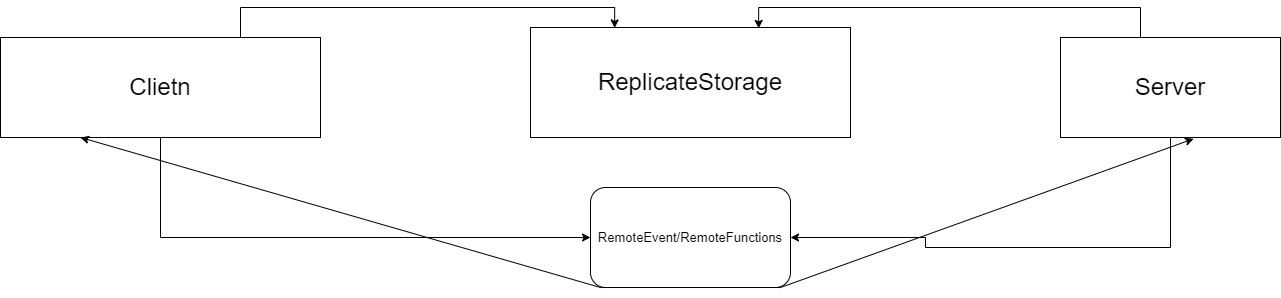 Clietn
ReplicateStorage
Server
RemoteEvent/RemoteFunctions